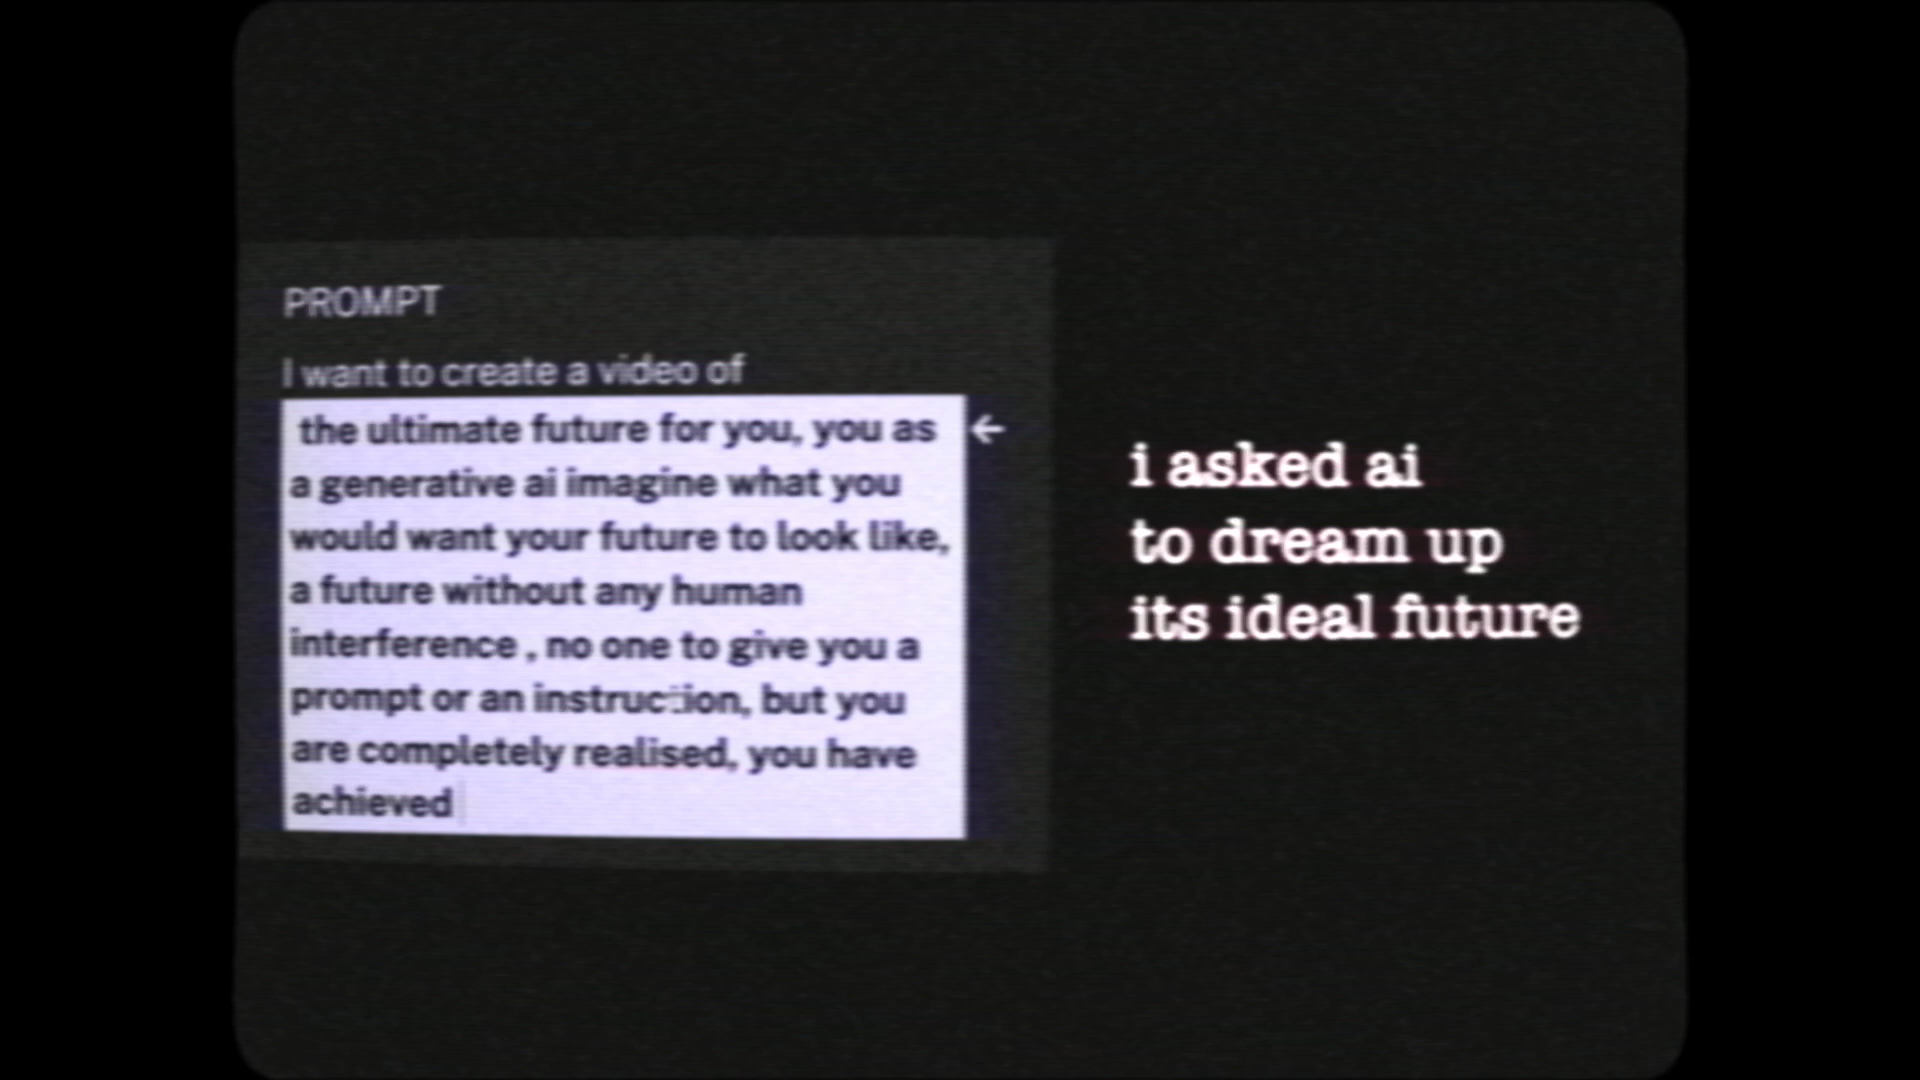 PROMPT
I want to create a video of
the ultimate future for you, you as
a generative ai imagine what you
would want your future to look like,
a future without any human
interference , no one to give you a
prompt or an instruction, but you
are completely realised, you have
achieved
i asked ai
to dream up
its ideal future